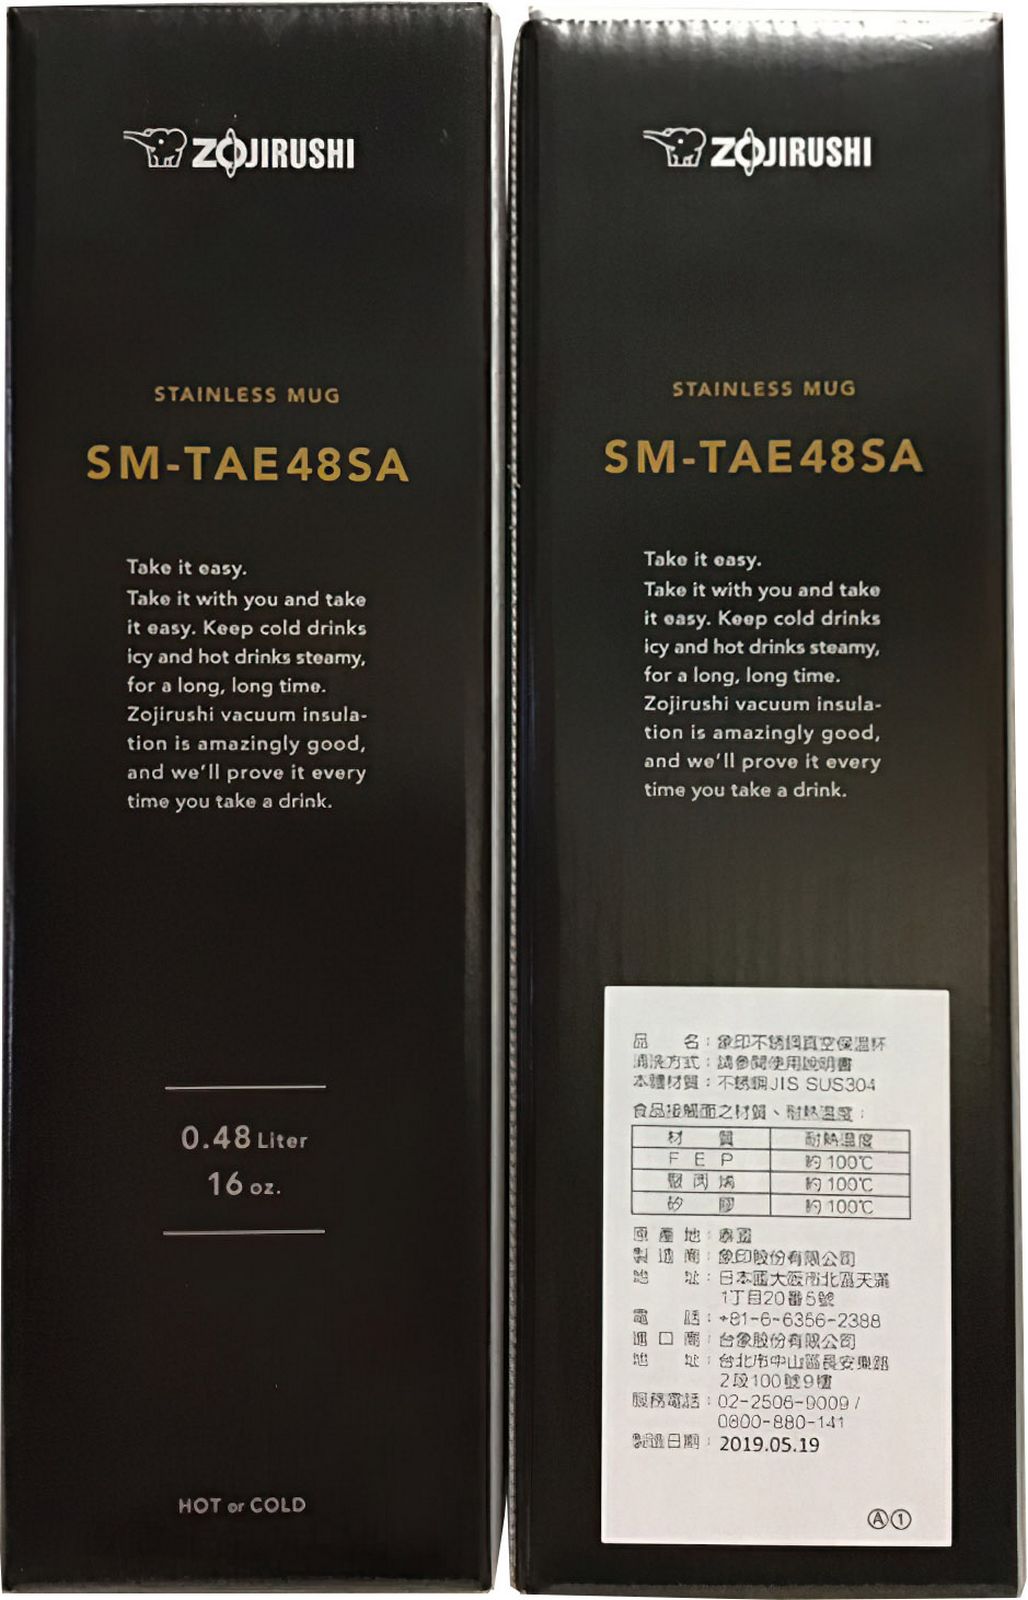 ZOJIRUSHI
STAINLESS MUG
SM-TAE48SA
Take it easy.
Take it with you and take
it easy. Keep cold drinks
icy and hot drinks steamy,
for a long, long time.
Zojirushi vacuum insula-
tion is amazingly good,
and we'll prove it every
time you take a drink.
0.48 Liter
16 oz.
HOT or COLD
ZOJIRUSHI
STAINLESS MUG
SM-TAE48SA
Take it easy.
Take it with you and take
it easy. Keep cold drinks
icy and hot drinks steamy,
for a long, long time.
Zojirushi vacuum insula-
tion is amazingly good,
and we'll prove it every
time you take a drink.
品名：象印不銹鋼真空保溫杯
清洗方式：請參閱使用說明書
本體材質：不銹鋼JIS SUS304
食品接觸面之材質、耐熱溫度：
材質 耐熱溫度
FEP 約100℃
聚丙烯 約100℃
矽膠 約100℃
原產地：泰國
製造商：象印股份有限公司
地址：日本國大阪市北區天滿
1丁目20番5號
電話：+81-6-6356-2388
進口商：台象股份有限公司
地址：台北市中山區長安東路
2段100號9樓
服務電話：02-2506-9009 /
0800-880-141
製造日期：2019.05.19
Ⓐ①